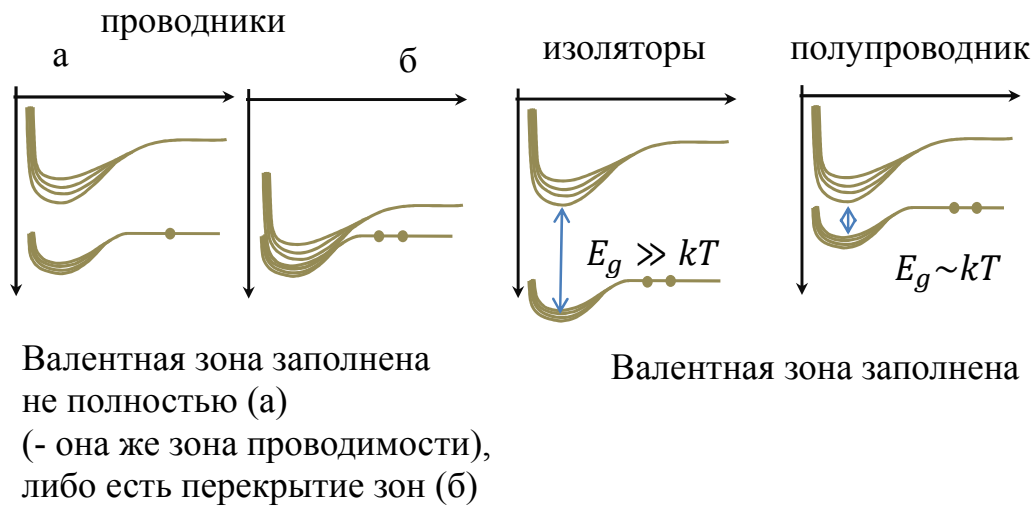 проводники
а
б
изоляторы
полупроводник
E_g ≫ kT
E_g~kT
Валентная зона заполнена
не полностью (а)
(- она же зона проводимости),
либо есть перекрытие зон (б)
Валентная зона заполнена